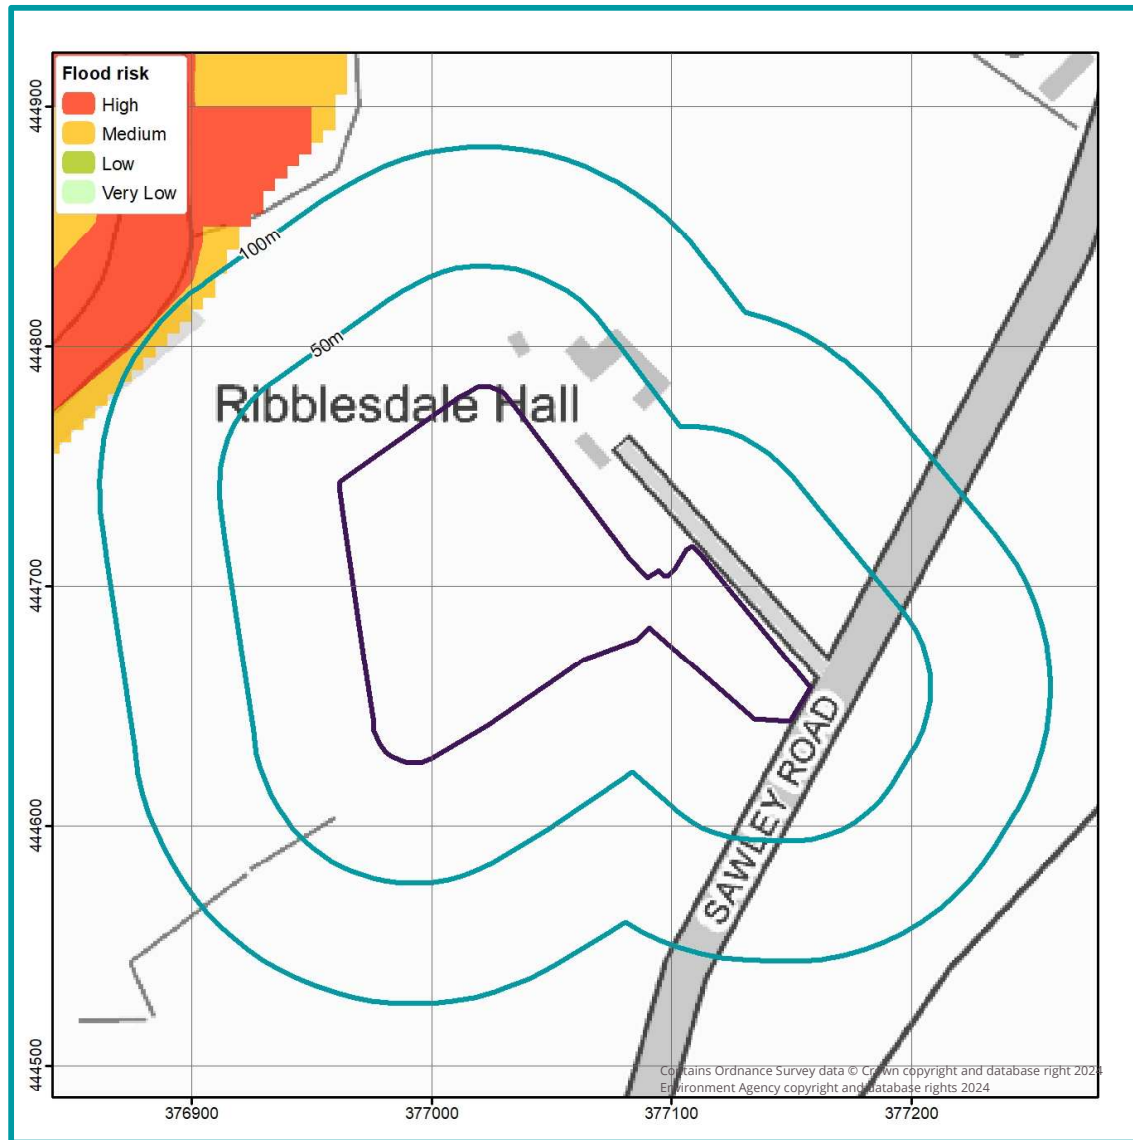 Flood risk
High
Medium
Low
Very Low
100m
50m
Ribblesdale Hall
SAWLEY ROAD
444900
444800
444700
444600
444500
376900
377000
377100
377200
Contains Ordnance Survey data © Crown copyright and database right 2024
Environment Agency copyright and database rights 2024